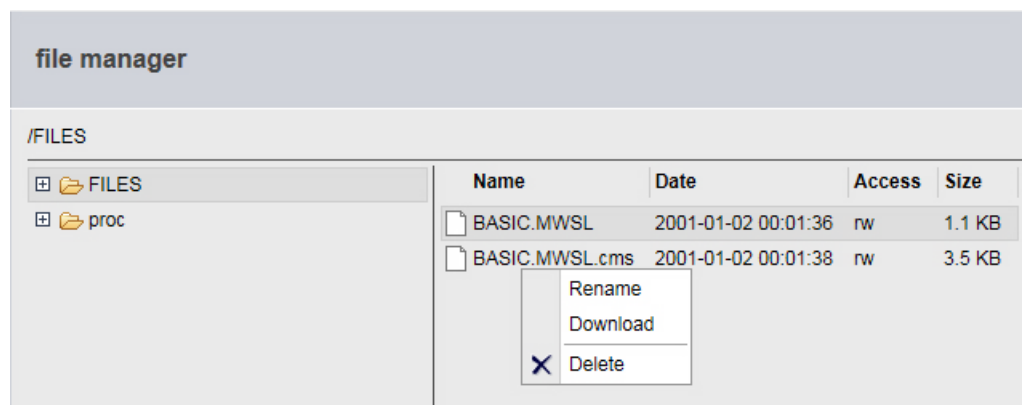 file manager
/FILES
FILES
proc
Name Date Access Size
BASIC.MWSL 2001-01-02 00:01:36 rw 1.1 KB
BASIC.MWSL.cms 2001-01-02 00:01:38 rw 3.5 KB
Rename
Download
Delete